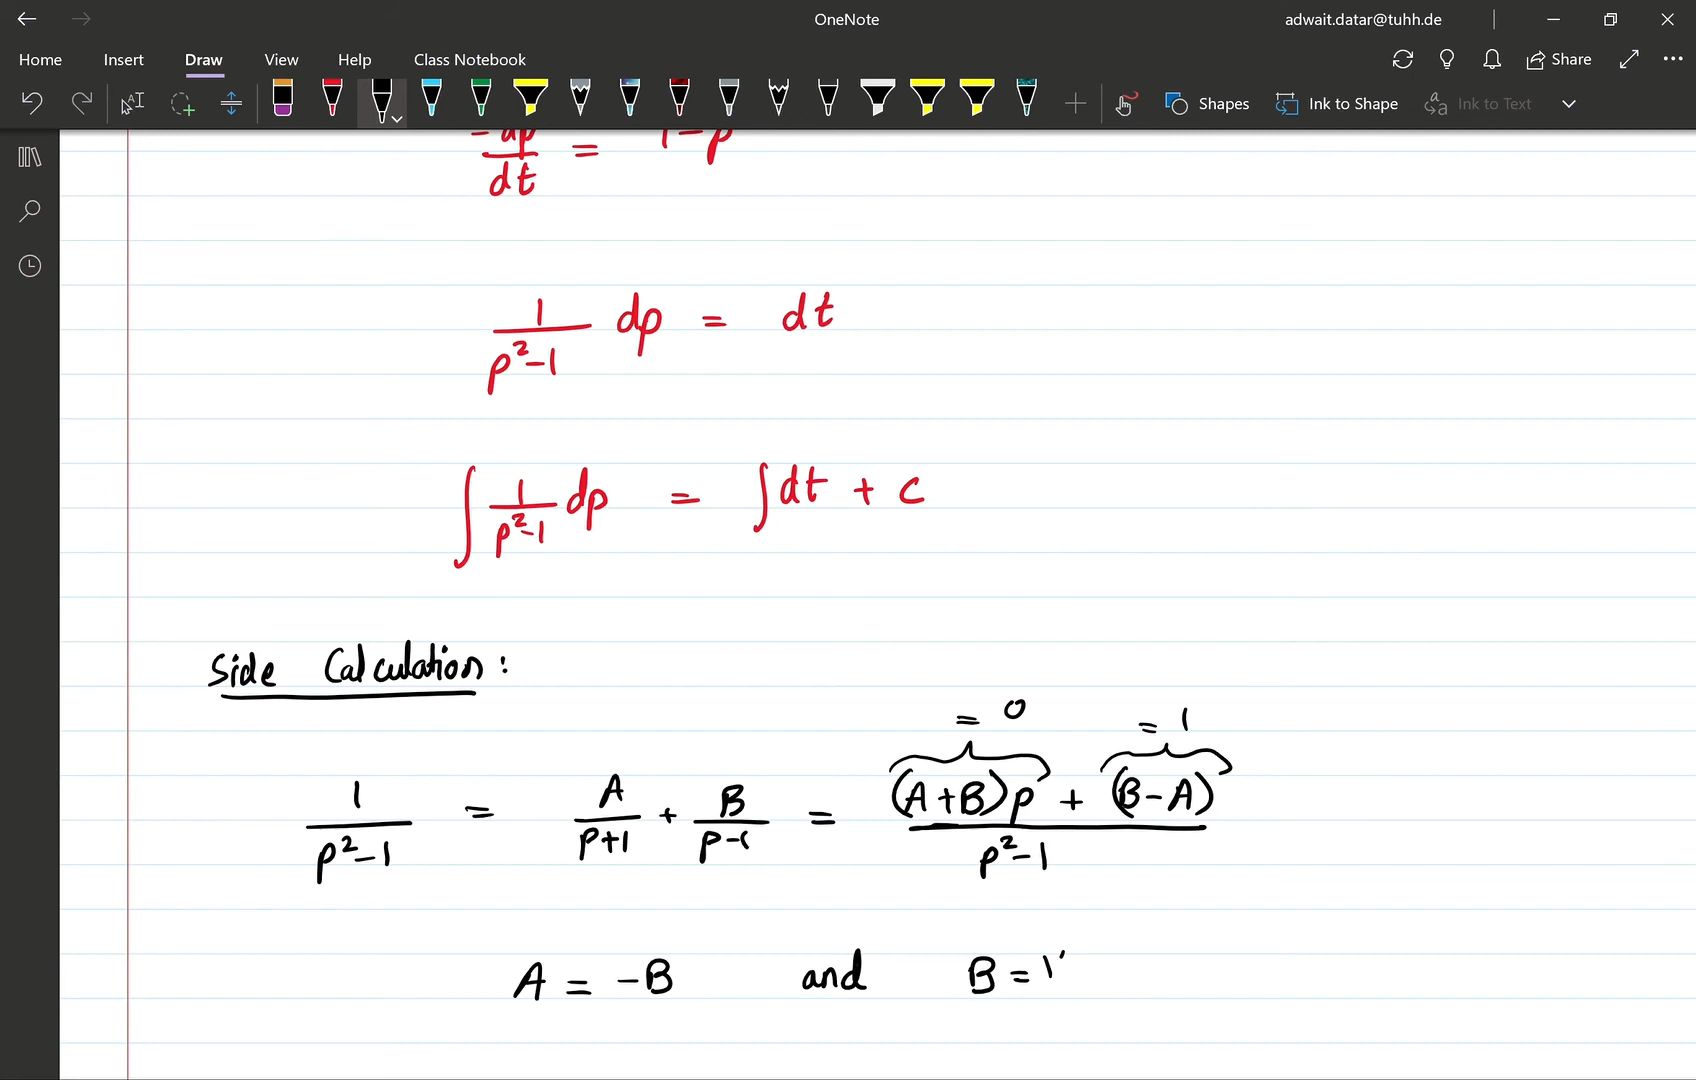 OneNote
adwait.datar@tuhh.de
Home Insert Draw View Help Class Notebook
Share
Shapes Ink to Shape Ink to Text
-dp/dt = 1-p
1/(p²-1) dp = dt
∫ 1/(p²-1) dp = ∫dt + c
Side Calculation:
= 0 = 1
1/(p²-1) = A/(p+1) + B/(p-1) = ((A+B)p + (B-A))/(p²-1)
A = -B and B = 1